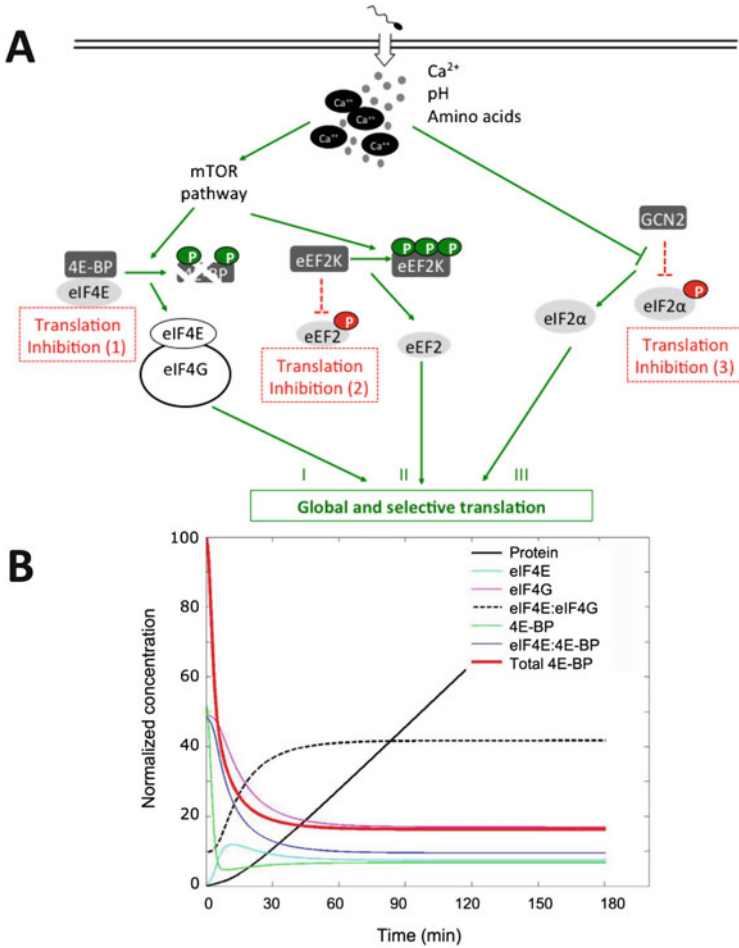 A
Ca²⁺
pH
Amino acids
Ca⁺⁺
Ca⁺⁺
Ca⁺⁺
Ca⁺⁺
mTOR
pathway
GCN2
P
P
P
P
P
4E-BP
4E-BP
eEF2K
eEF2K
eIF4E
P
P
eIF2α
eIF2α
Translation
Inhibition (1)
eIF4E
eEF2
eEF2
eIF4G
Translation
Inhibition (2)
Translation
Inhibition (3)
I
II
III
Global and selective translation
B
Normalized concentration
100
80
60
40
20
0
0
30
60
90
120
150
180
Time (min)
Protein
eIF4E
eIF4G
eIF4E:eIF4G
4E-BP
eIF4E:4E-BP
Total 4E-BP